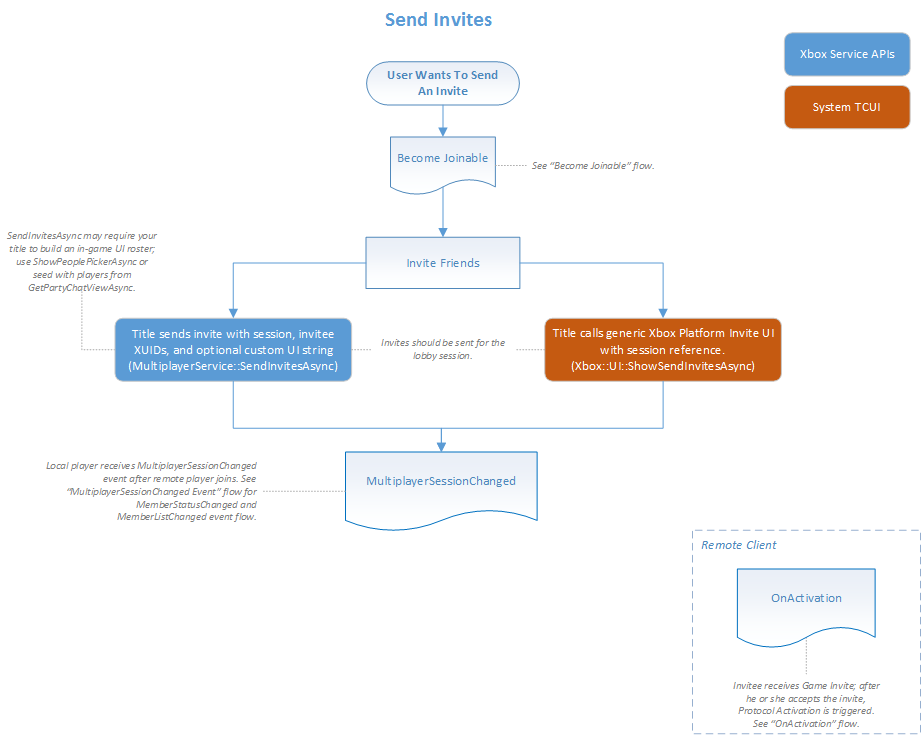 Send Invites
Xbox Service APIs
System TCUI
User Wants To Send
An Invite
Become Joinable
See "Become Joinable" flow.
SendInvitesAsync may require your
title to build an in-game UI roster;
use ShowPeoplePickerAsync or
seed with players from
GetPartyChatViewAsync.
Invite Friends
Title sends invite with session, invitee
XUIDs, and optional custom UI string
(MultiplayerService::SendInvitesAsync)
Invites should be sent for the
lobby session.
Title calls generic Xbox Platform Invite UI
with session reference.
(Xbox::UI::ShowSendInvitesAsync)
Local player receives MultiplayerSessionChanged
event after remote player joins. See
“MultiplayerSessionChanged Event” flow for
MemberStatusChanged and
MemberListChanged event flow.
MultiplayerSessionChanged
Remote Client
OnActivation
Invitee receives Game Invite; after
he or she accepts the invite,
Protocol Activation is triggered.
See “OnActivation” flow.